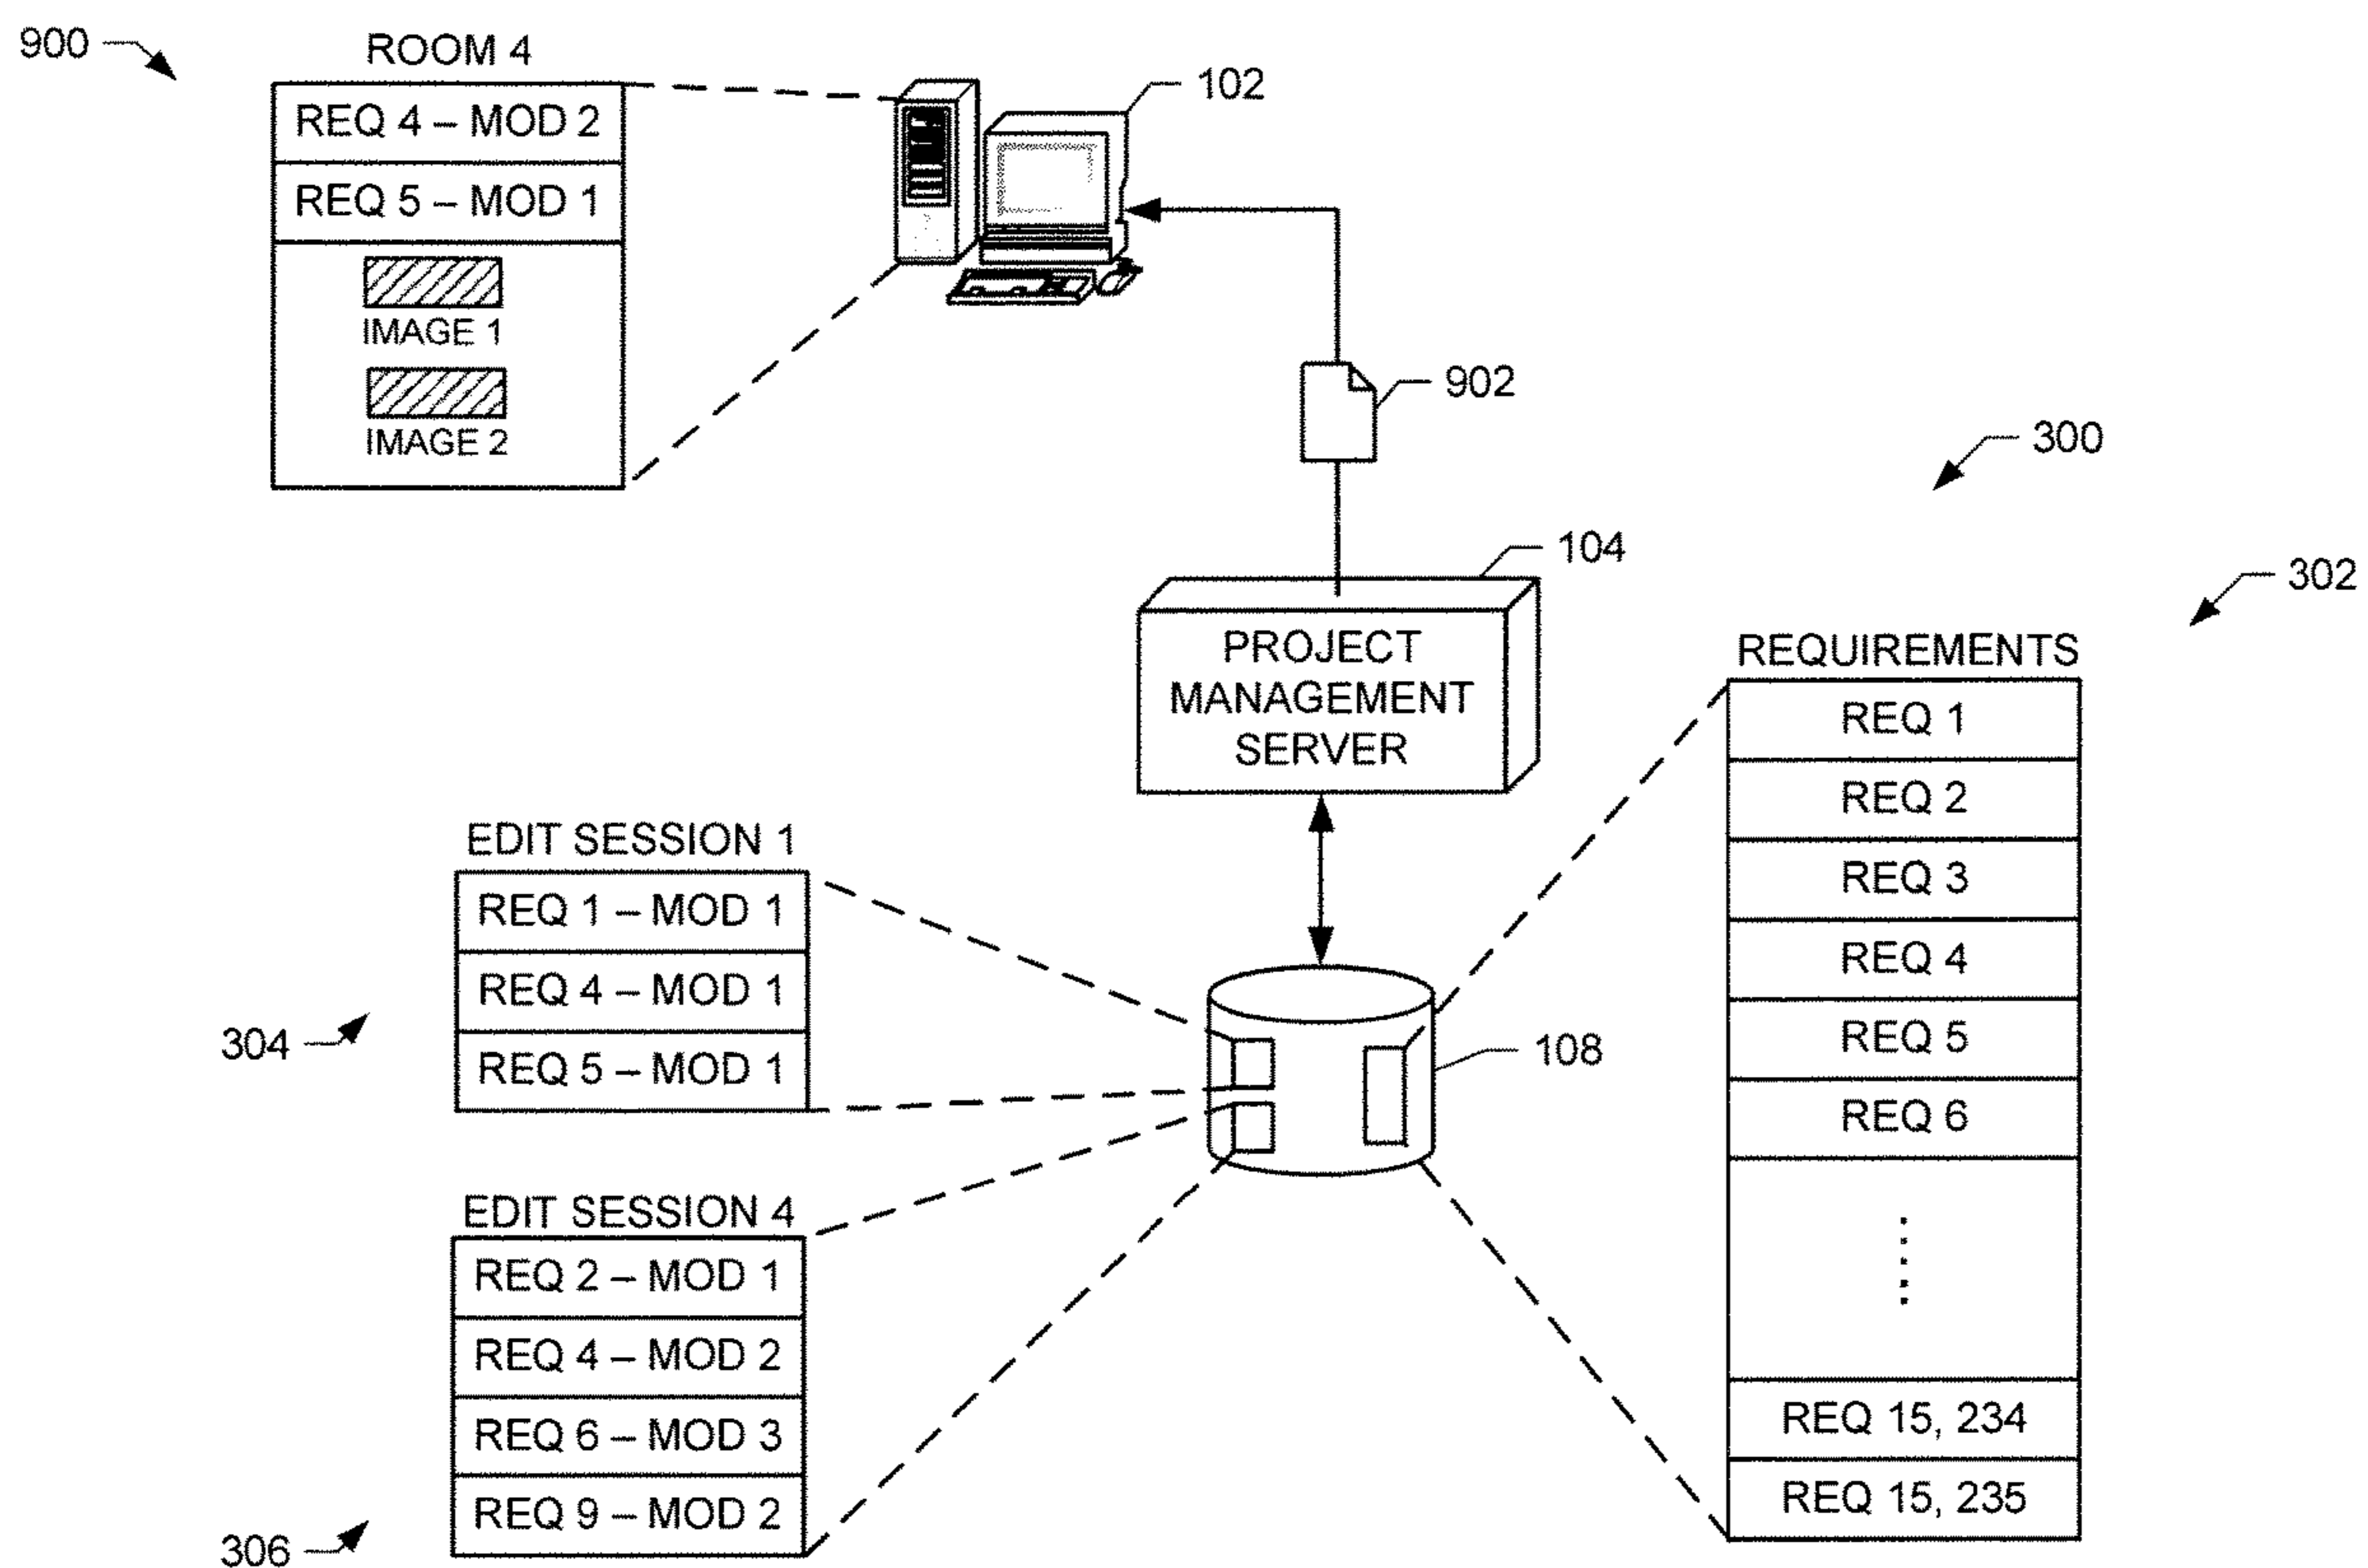 900
ROOM 4
REQ 4 – MOD 2
REQ 5 – MOD 1
IMAGE 1
IMAGE 2
102
902
300
104
302
PROJECT
MANAGEMENT
SERVER
REQUIREMENTS
REQ 1
REQ 2
REQ 3
REQ 4
REQ 5
REQ 6
REQ 15, 234
REQ 15, 235
EDIT SESSION 1
REQ 1 – MOD 1
REQ 4 – MOD 1
REQ 5 – MOD 1
304
108
EDIT SESSION 4
REQ 2 – MOD 1
REQ 4 – MOD 2
REQ 6 – MOD 3
REQ 9 – MOD 2
306